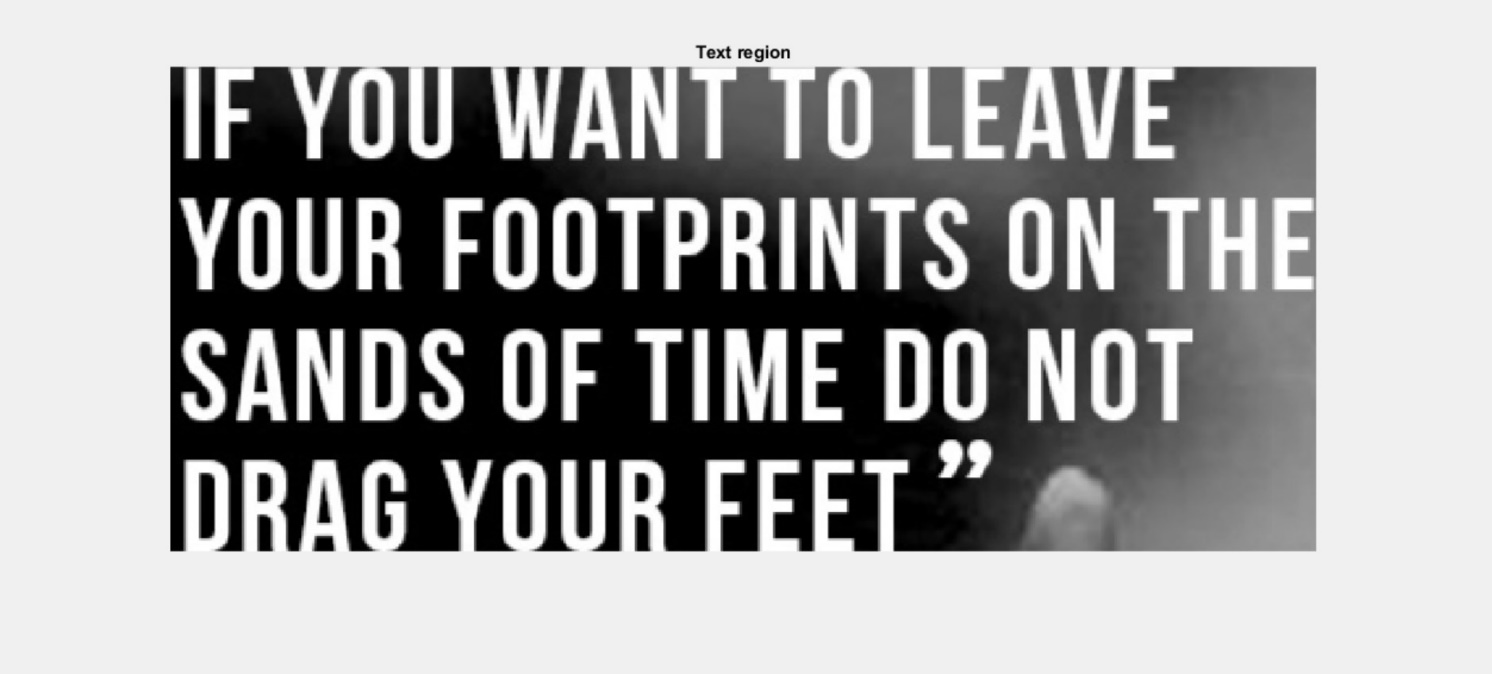 Text region
IF YOU WANT TO LEAVE
YOUR FOOTPRINTS ON THE
SANDS OF TIME DO NOT
DRAG YOUR FEET”